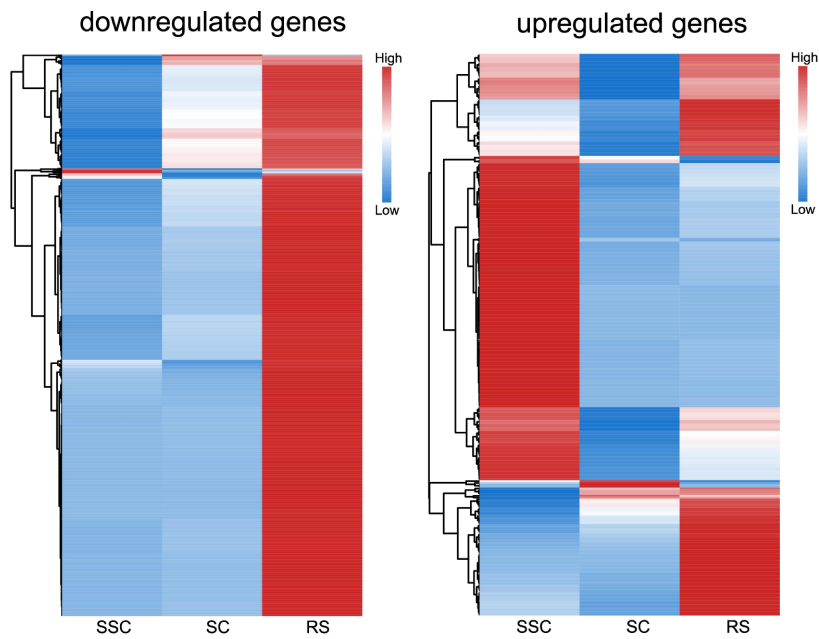 downregulated genes
High
Low
SSC SC RS
upregulated genes
High
Low
SSC SC RS